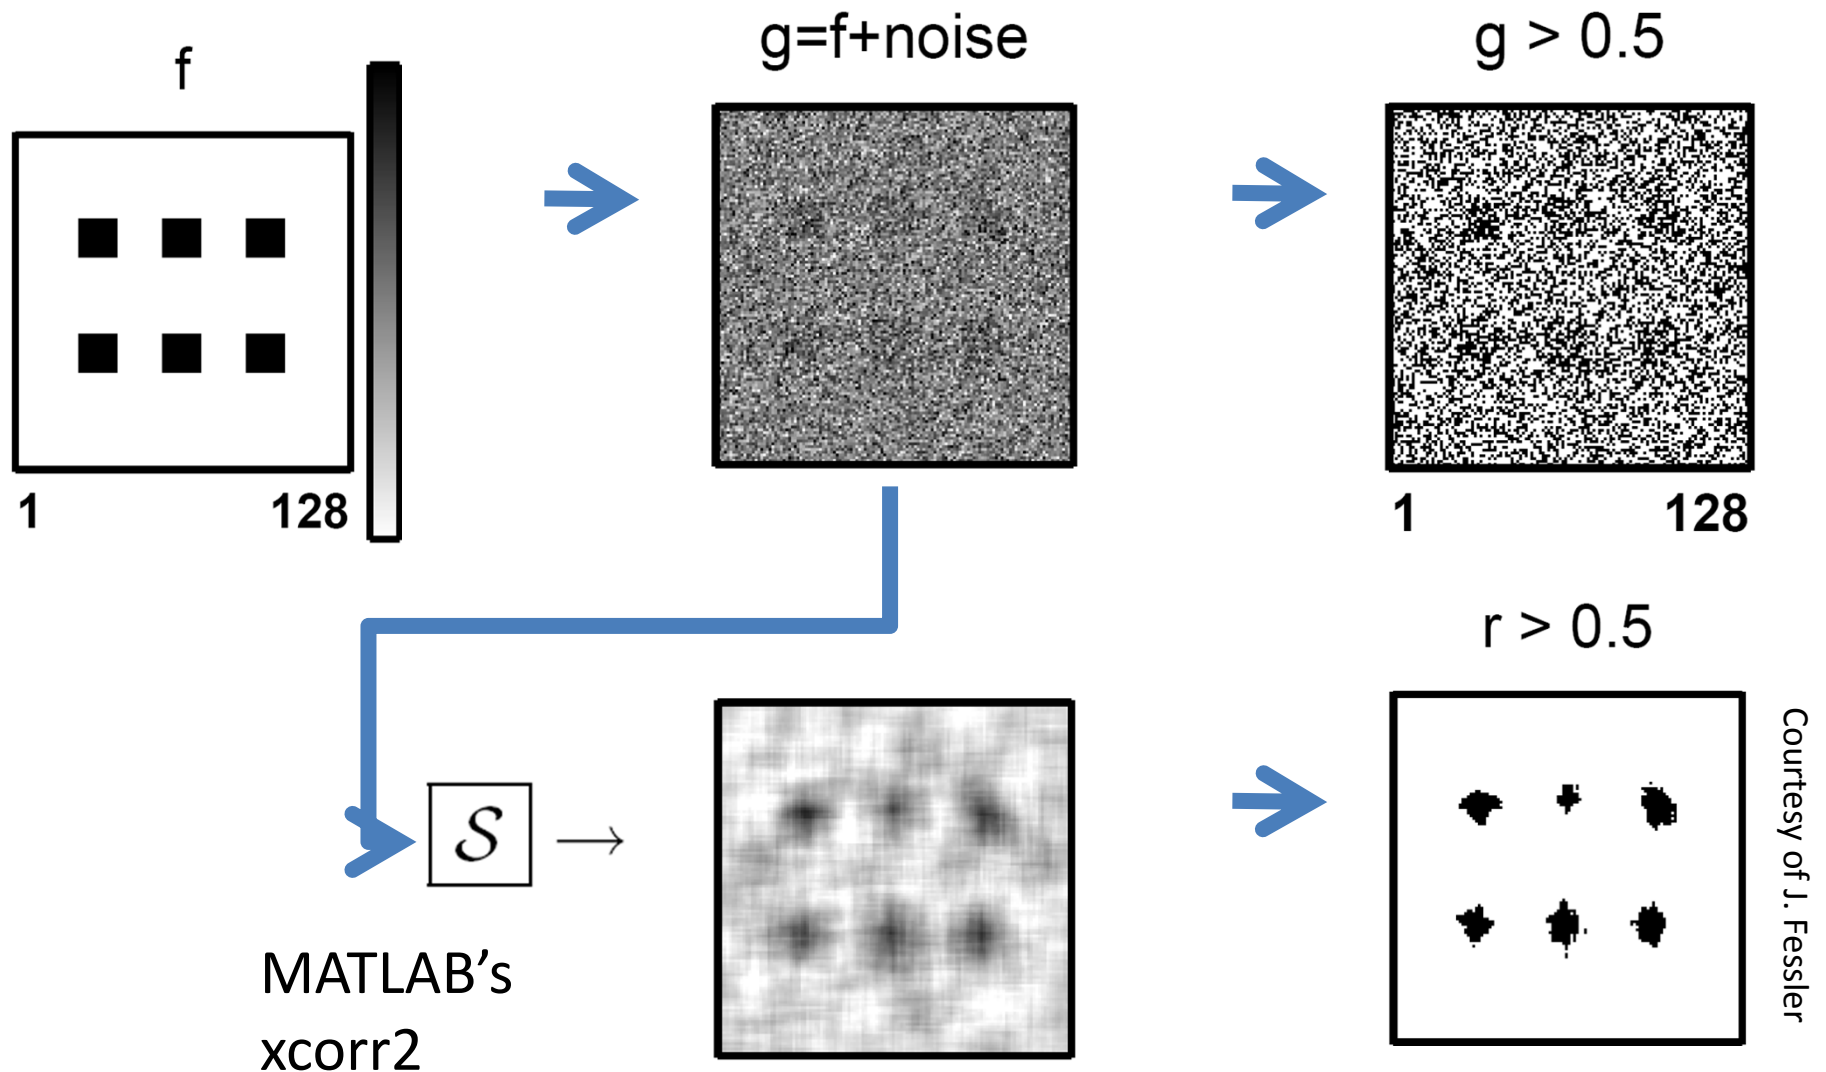 f
g=f+noise
g > 0.5
1 128
1 128
r > 0.5
S
MATLAB’s
xcorr2
Courtesy of J. Fessler